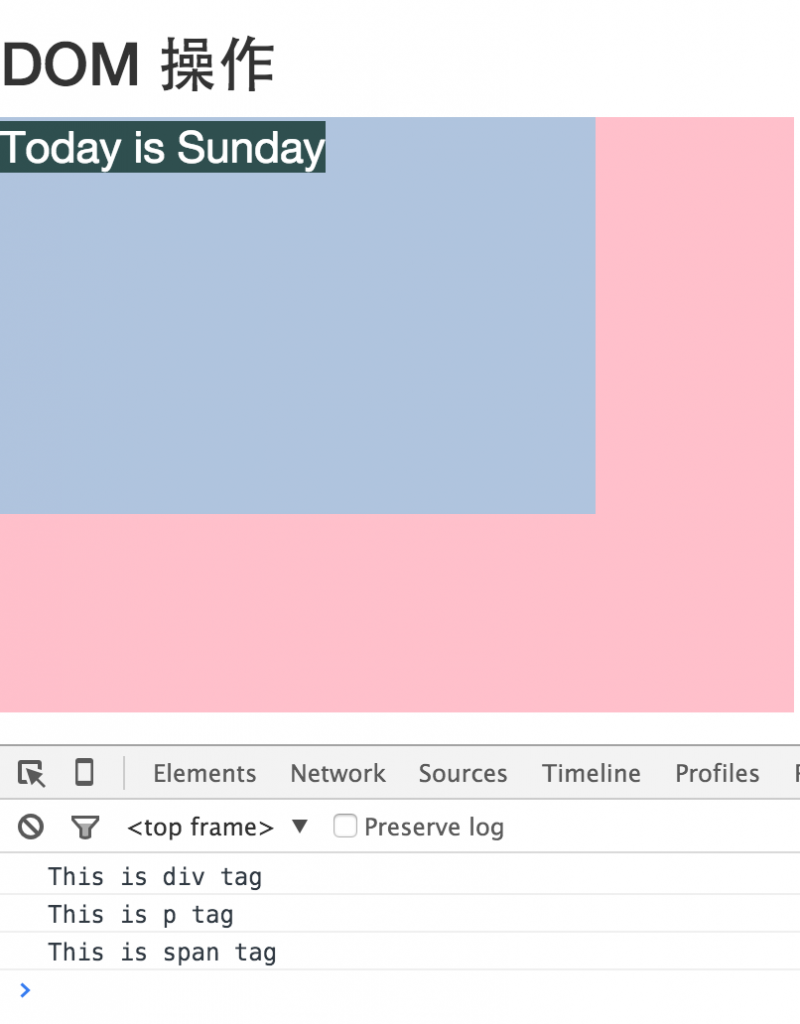 DOM 操作
Today is Sunday
Elements Network Sources Timeline Profiles
<top frame> ▼ Preserve log
This is div tag
This is p tag
This is span tag
>